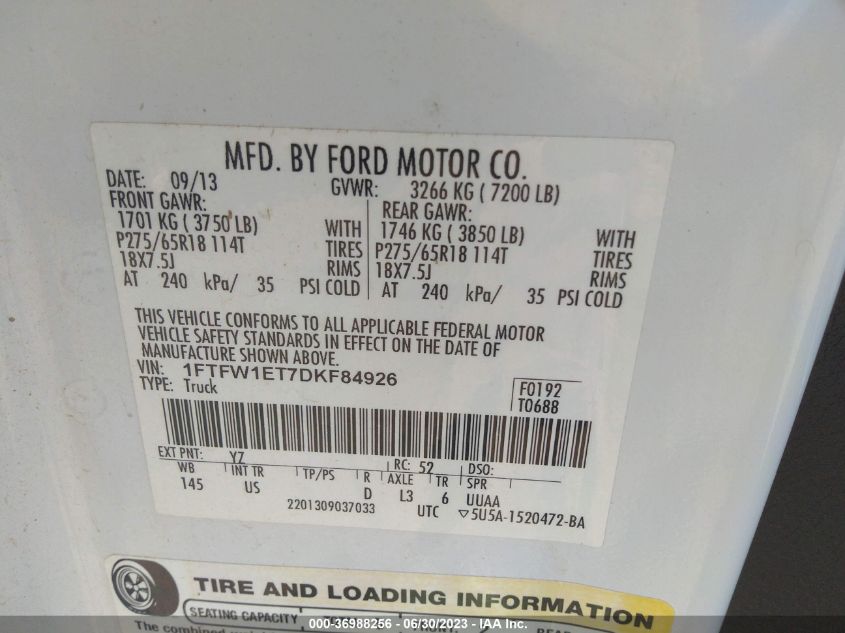 MFD. BY FORD MOTOR CO.
DATE: 09/13 GVWR: 3266 KG ( 7200 LB)
FRONT GAWR: REAR GAWR:
1701 KG ( 3750 LB) WITH 1746 KG ( 3850 LB) WITH
P275/65R18 114T TIRES P275/65R18 114T TIRES
18X7.5J RIMS 18X7.5J RIMS
AT 240 kPa/ 35 PSI COLD AT 240 kPa/ 35 PSI COLD
THIS VEHICLE CONFORMS TO ALL APPLICABLE FEDERAL MOTOR
VEHICLE SAFETY STANDARDS IN EFFECT ON THE DATE OF
MANUFACTURE SHOWN ABOVE.
VIN: 1FTFW1ET7DKF84926
TYPE: Truck F0192
T0688
EXT PNT: YZ RC: 52 DSO:
WB INT TR TP/PS R AXLE TR SPR
145 US D L3 6 UUAA
2201309037033 UTC ▽5U5A-1520472-BA
TIRE AND LOADING INFORMATION
SEATING CAPACITY
The combined
000-36988256 - 06/30/2023 - IAA Inc.